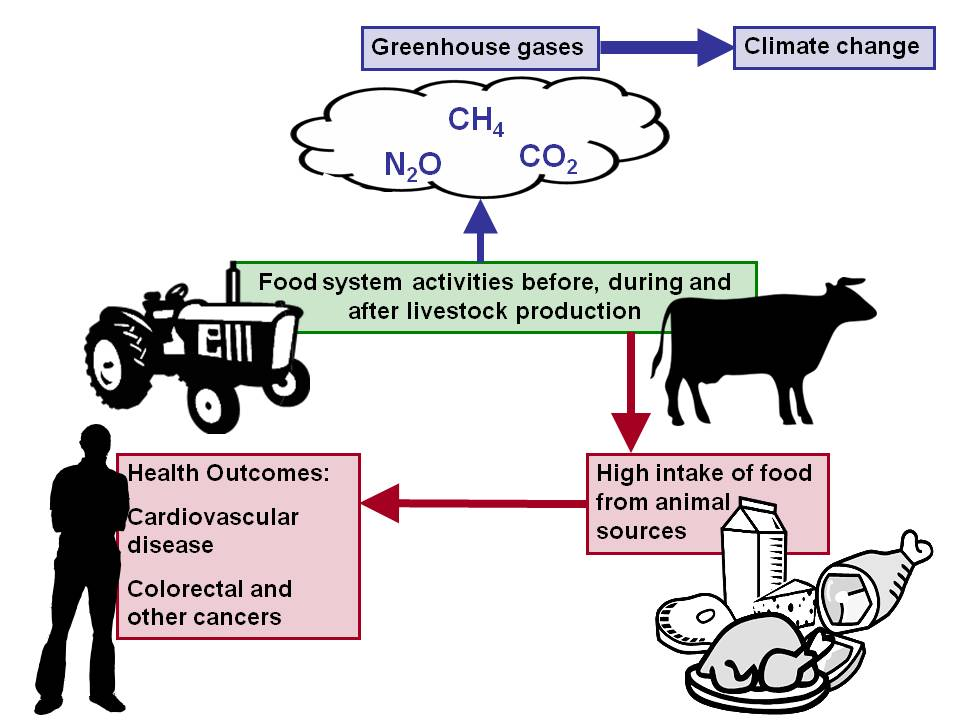 Greenhouse gases
Climate change
CH₄
N₂O
CO₂
Food system activities before, during and
after livestock production
Health Outcomes:
Cardiovascular
disease
Colorectal and
other cancers
High intake of food
from animal
sources